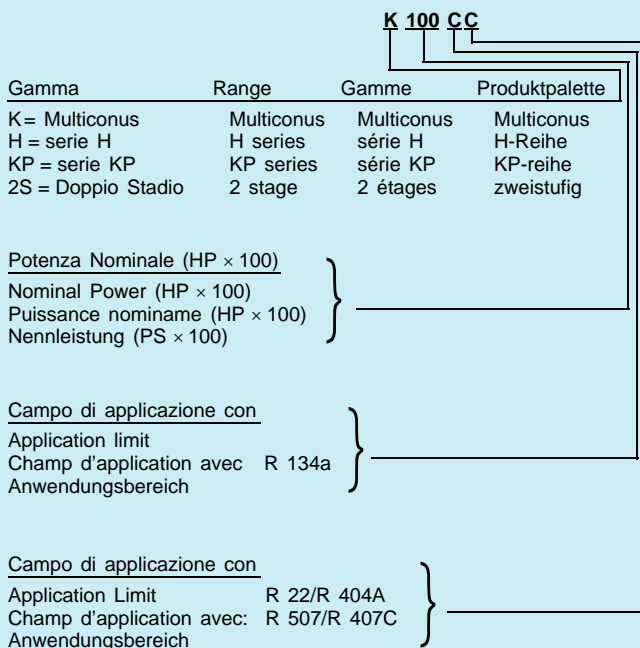 K 100 CC
Gamma Range Gamme Produktpalette
K= Multiconus Multiconus Multiconus Multiconus
H = serie H H series série H H-Reihe
KP = serie KP KP series série KP KP-reihe
2S = Doppio Stadio 2 stage 2 étages zweistufig
Potenza Nominale (HP × 100)
Nominal Power (HP × 100)
Puissance nominame (HP × 100)
Nennleistung (PS × 100)
Campo di applicazione con
Application limit
Champ d'application avec R 134a
Anwendungsbereich
Campo di applicazione con
Application Limit R 22/R 404A
Champ d'application avec: R 507/R 407C
Anwendungsbereich